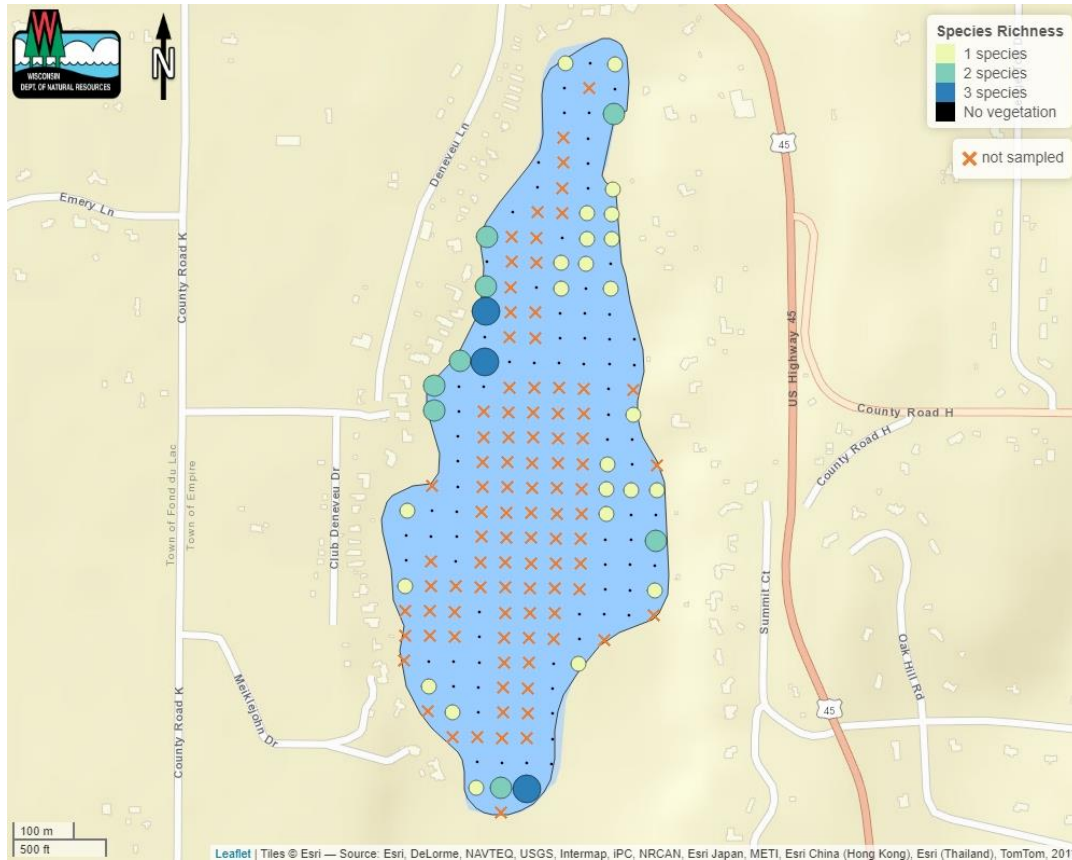 WISCONSIN
DEPT. OF NATURAL RESOURCES
N
Species Richness
1 species
2 species
3 species
No vegetation
not sampled
45
Deneveu Ln
Emery Ln
County Road K
US Highway 45
County Road H
County Road H
Town of Fond du Lac
Town of Empire
Club Deneveu Dr
Summit Ct
Oak Hill Rd
Meiklejohn Dr
County Road K
45
100 m
500 ft
Leaflet | Tiles © Esri — Source: Esri, DeLorme, NAVTEQ, USGS, Intermap, iPC, NRCAN, Esri Japan, METI, Esri China (Hong Kong), Esri (Thailand), TomTom, 201